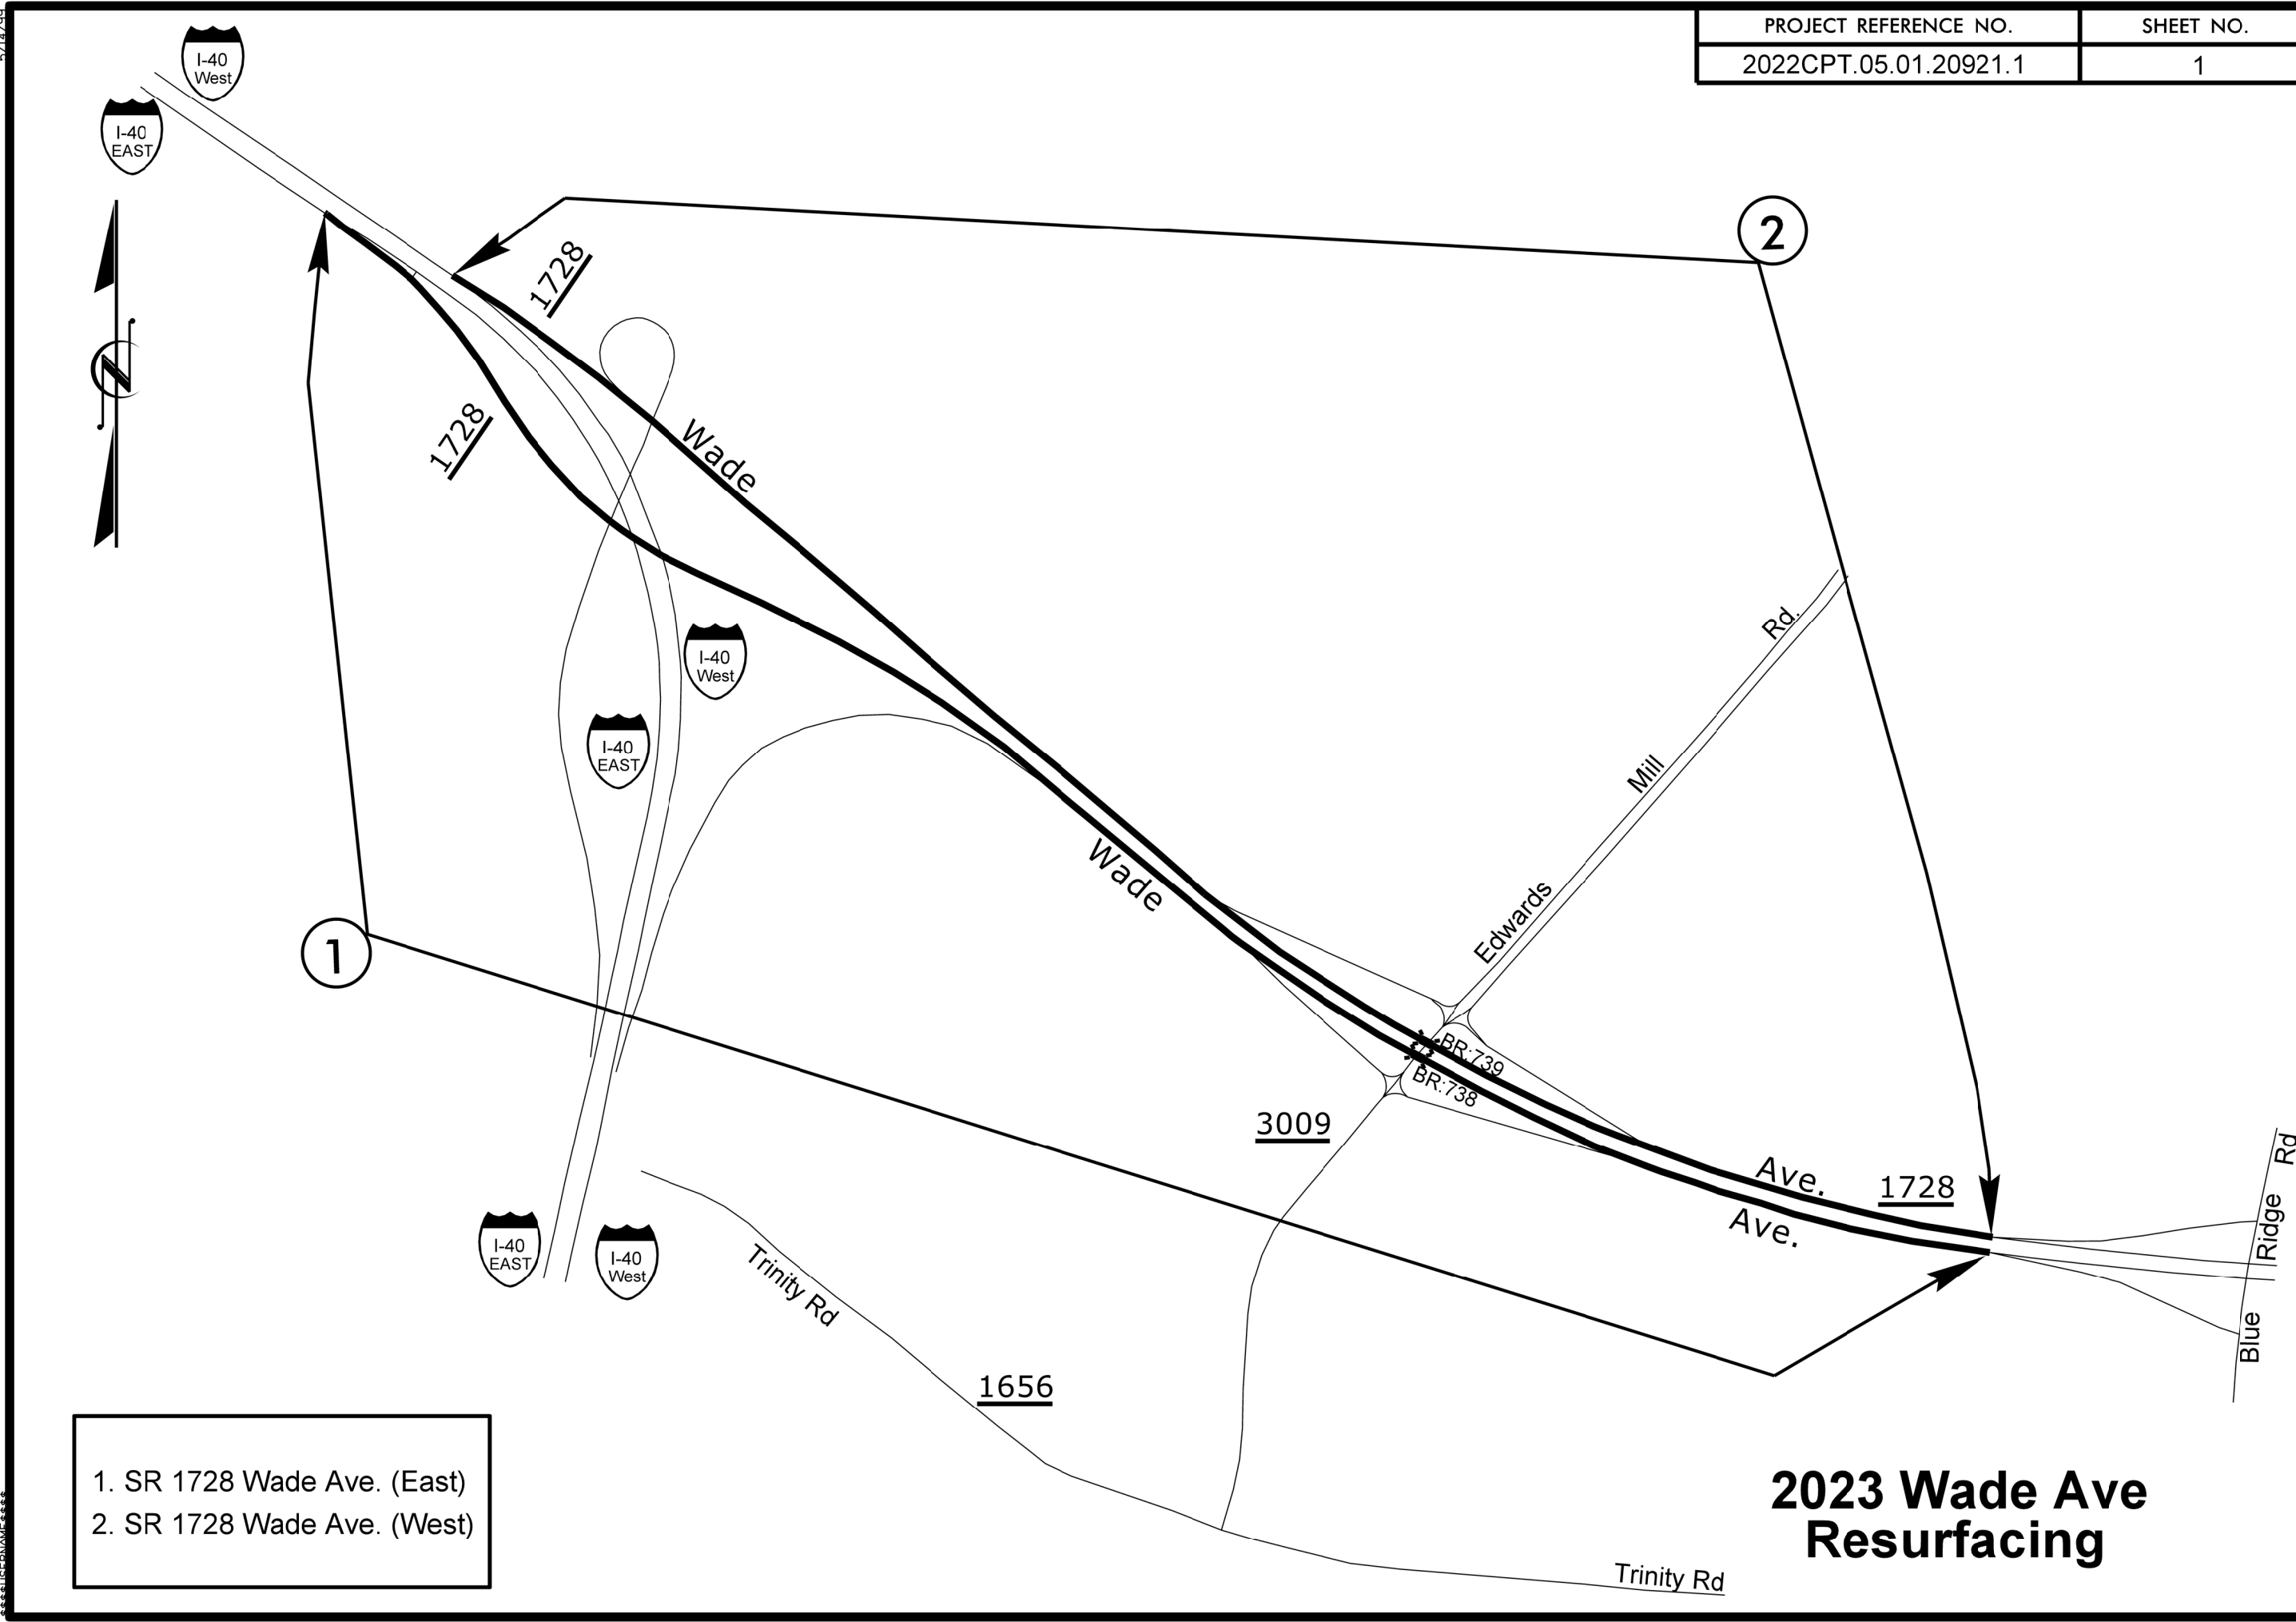 PROJECT REFERENCE NO.
SHEET NO.
2022CPT.05.01.20921.1
1
I-40
West
I-40
EAST
2
1728
1728
Wade
N
Rd.
I-40
West
I-40
EAST
Mill
Wade
Edwards
1
BR:739
BR:738
3009
Ave.
1728
Ave.
Rd
Ridge
Blue
I-40
EAST
I-40
West
Trinity Rd
1656
1. SR 1728 Wade Ave. (East)
2. SR 1728 Wade Ave. (West)
2023 Wade Ave
Resurfacing
Trinity Rd